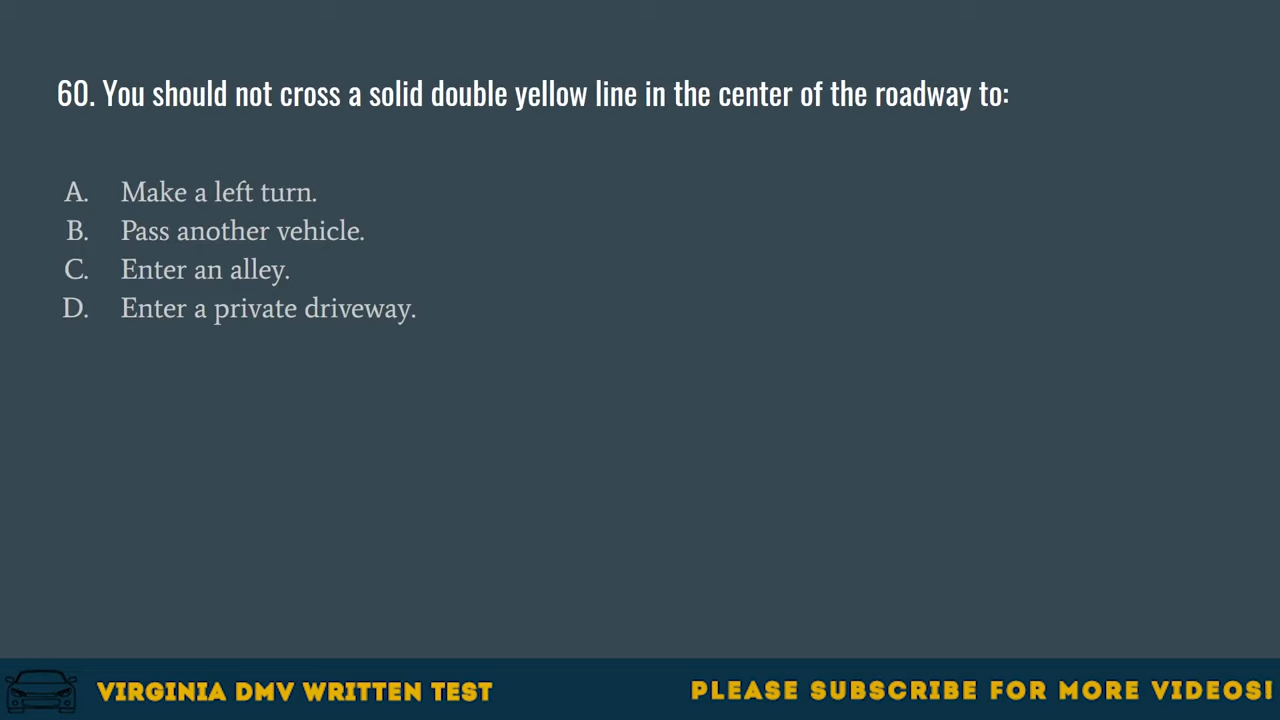 60. You should not cross a solid double yellow line in the center of the roadway to:
A. Make a left turn.
B. Pass another vehicle.
C. Enter an alley.
D. Enter a private driveway.
VIRGINIA DMV WRITTEN TEST
PLEASE SUBSCRIBE FOR MORE VIDEOS!